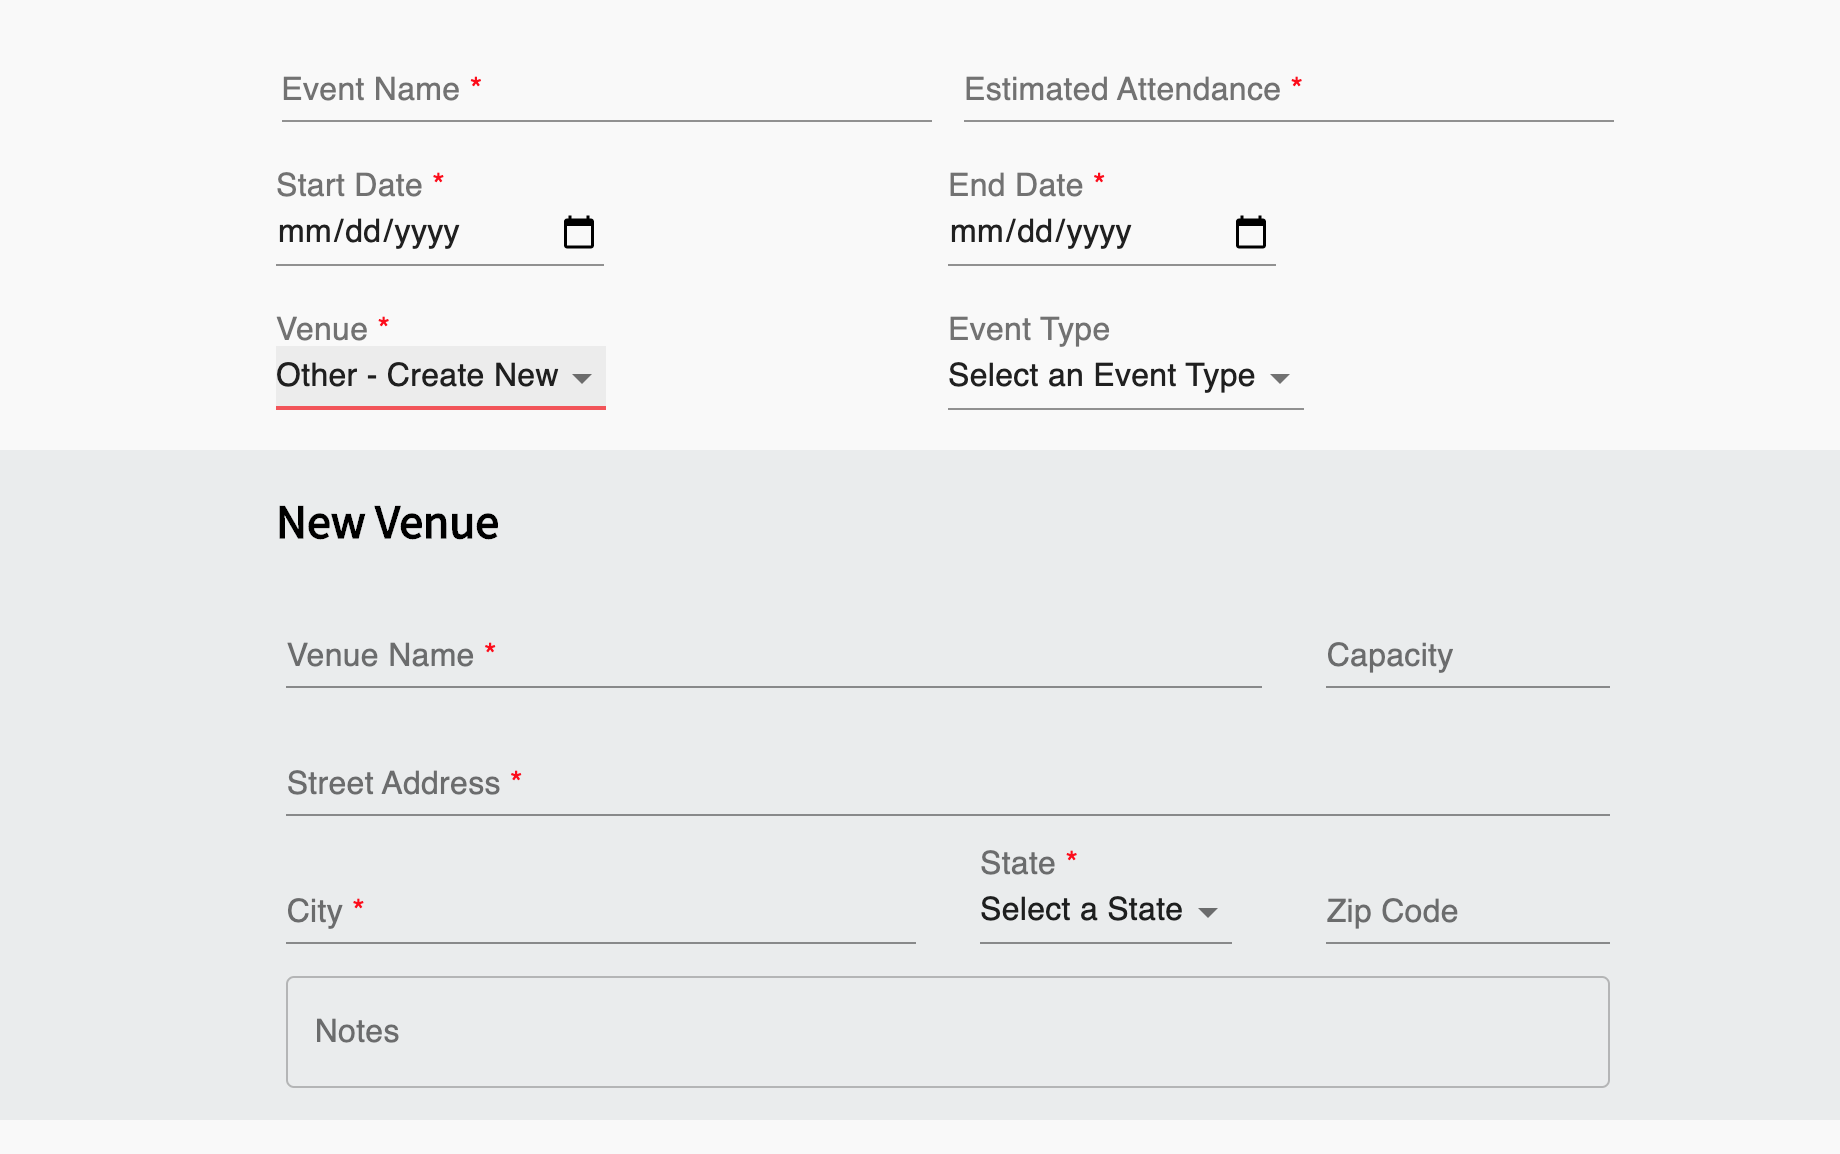 Event Name *
Estimated Attendance *
Start Date *
End Date *
mm/dd/yyyy
mm/dd/yyyy
Venue *
Event Type
Other - Create New
Select an Event Type
New Venue
Venue Name *
Capacity
Street Address *
State *
City *
Select a State
Zip Code
Notes